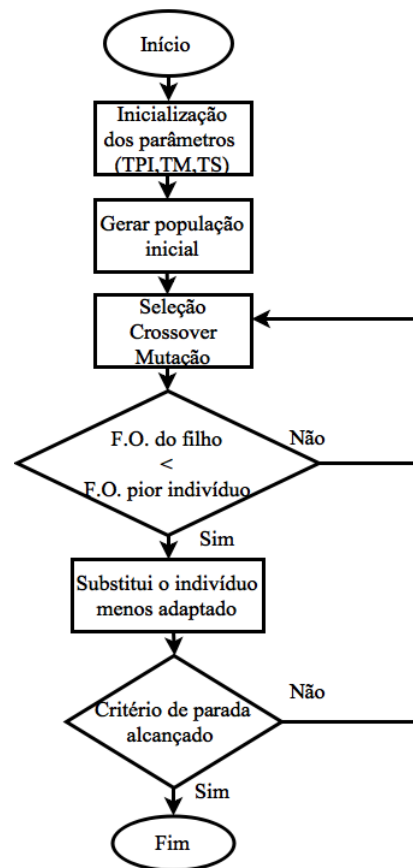 Início
Inicialização
dos parâmetros
(TPI,TM,TS)
Gerar população
inicial
Seleção
Crossover
Mutação
F.O. do filho
<
F.O. pior indivíduo
Não
Sim
Substitui o indivíduo
menos adaptado
Critério de parada
alcançado
Não
Sim
Fim